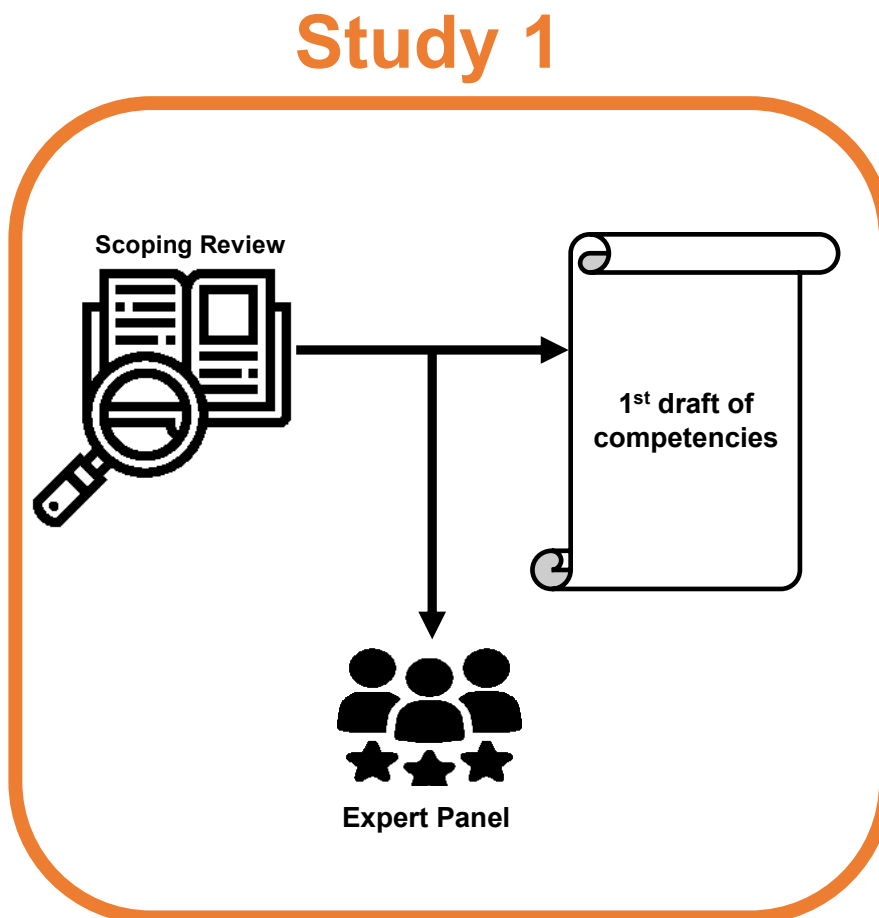 Study 1
Scoping Review
1st draft of
competencies
Expert Panel